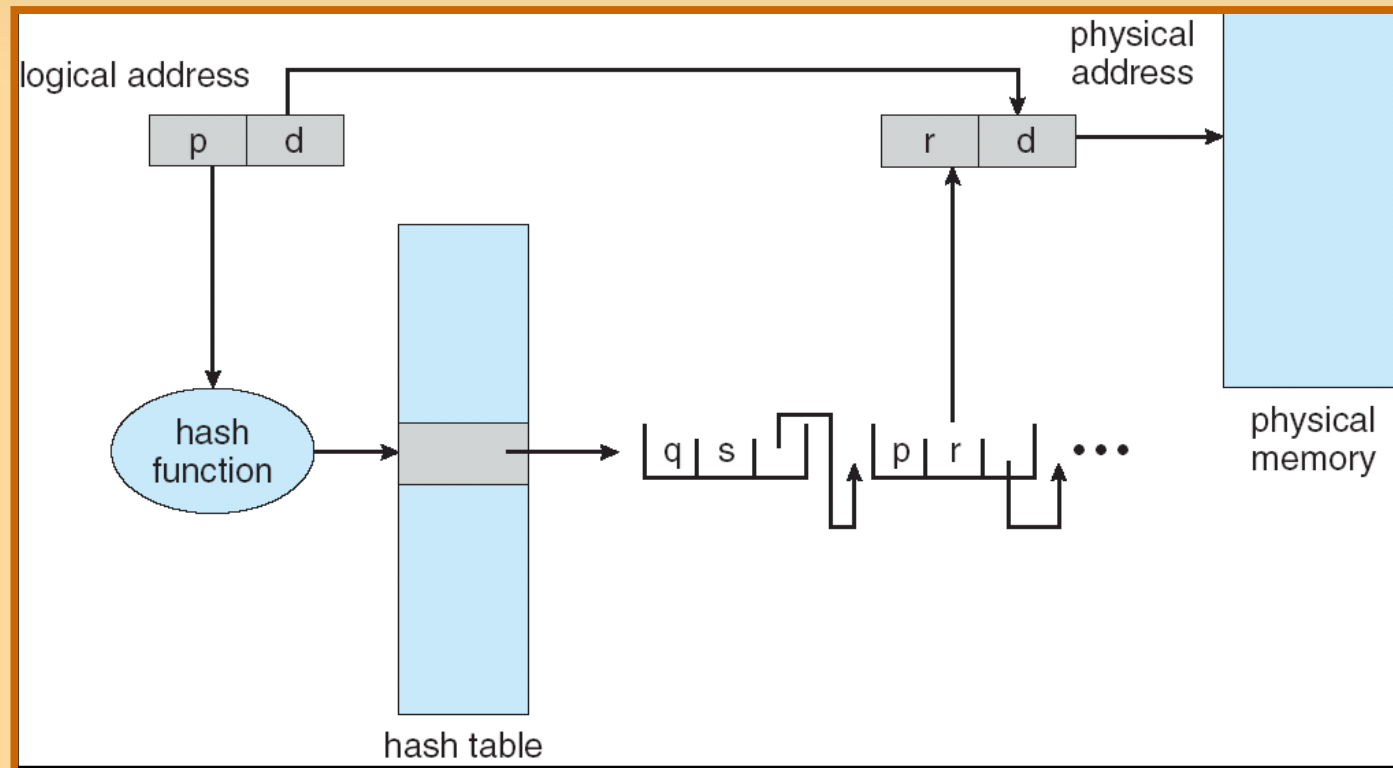 logical address
physical
address
p d
r d
hash
function
q s
p r
•••
physical
memory
hash table